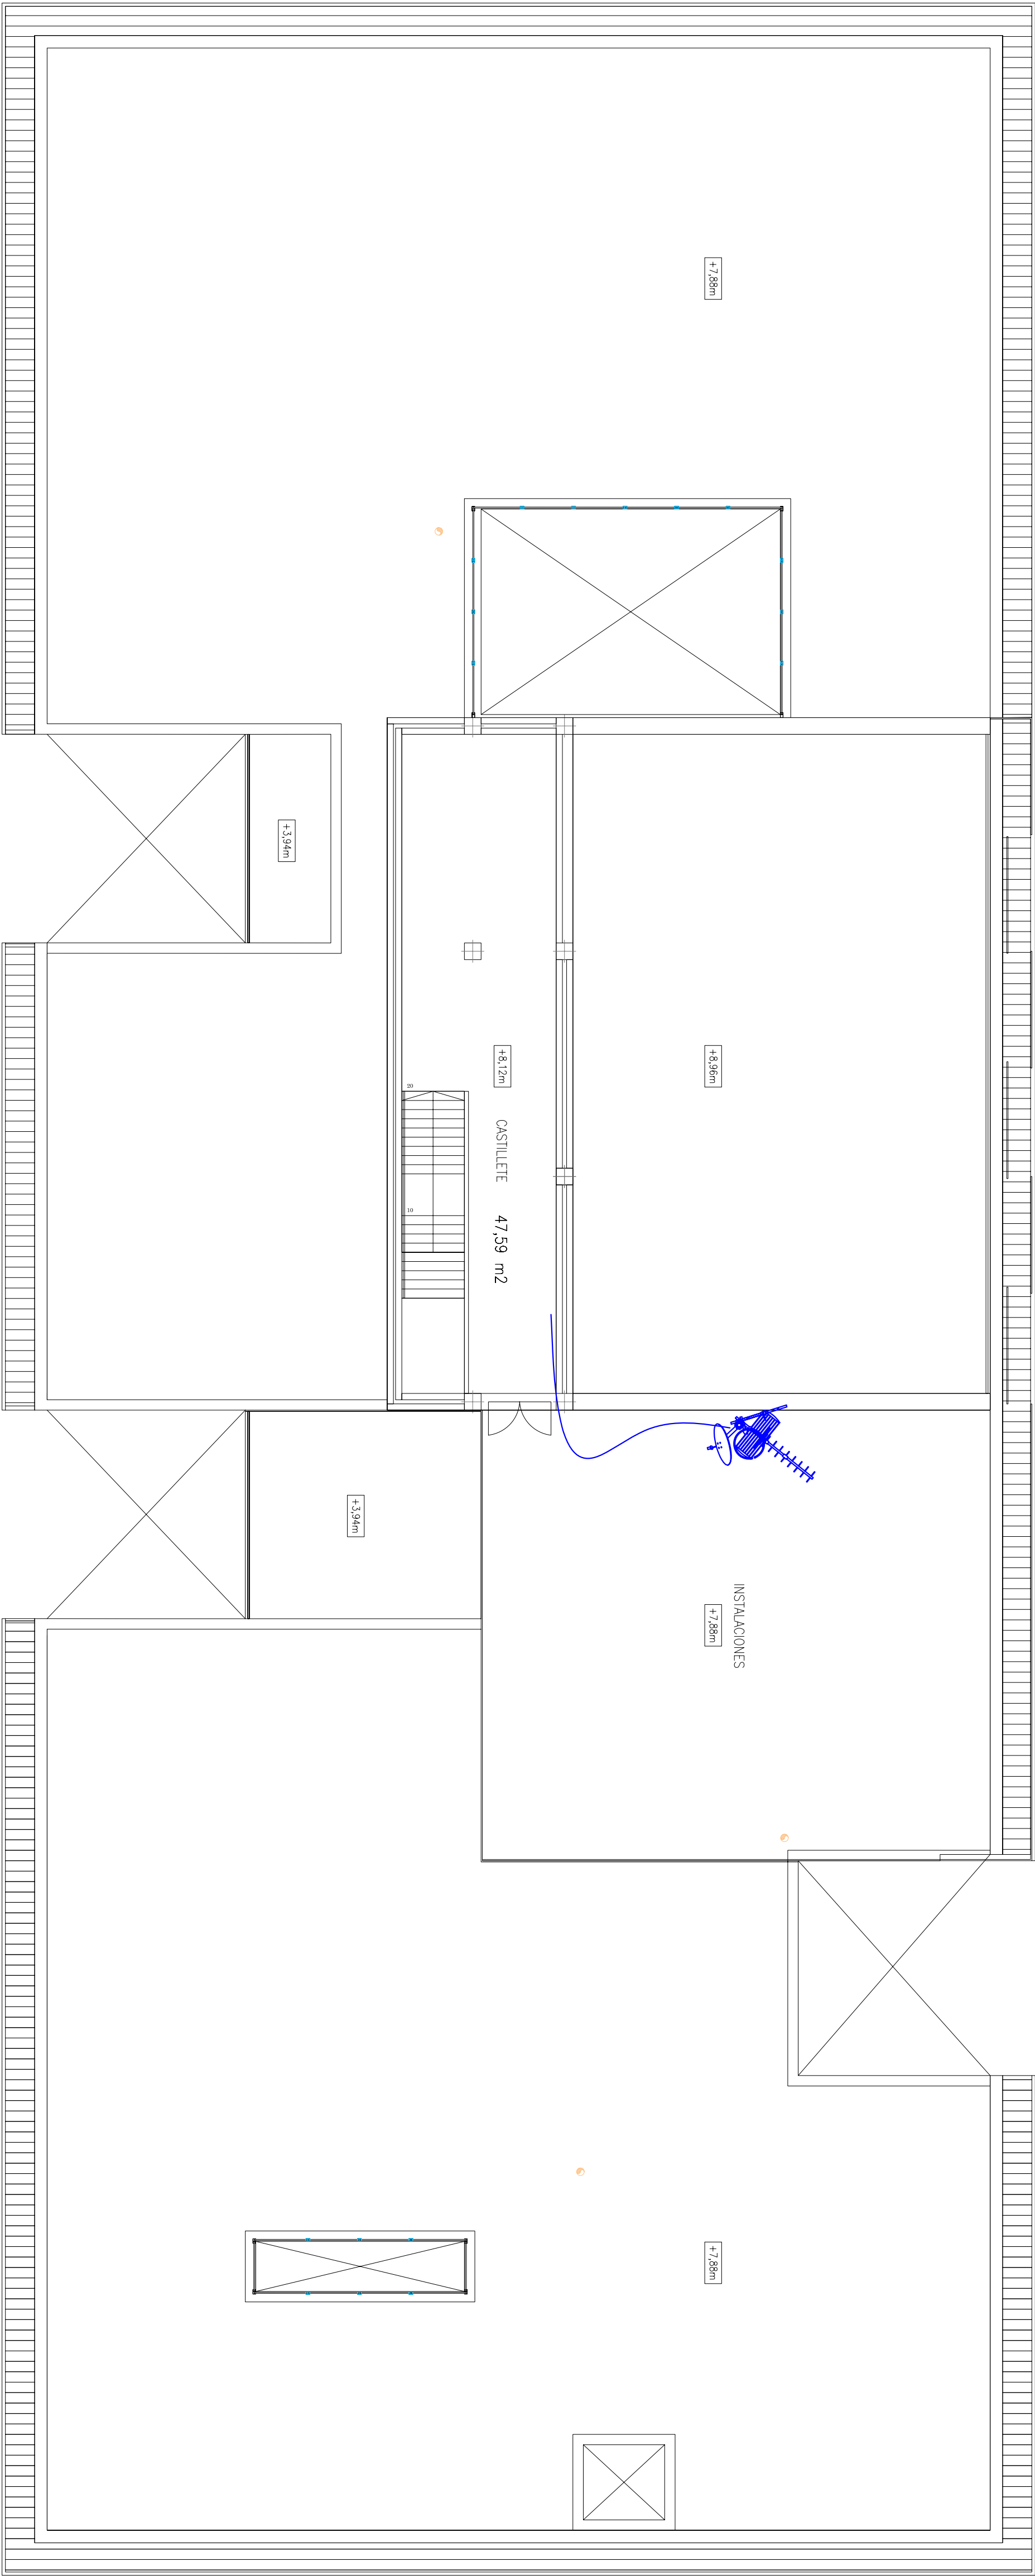 +7,88m
+3,94m
+8,96m
+8,12m
20
CASTILLETE 47,59 m2
10
+3,94m
INSTALACIONES
+7,88m
+7,88m